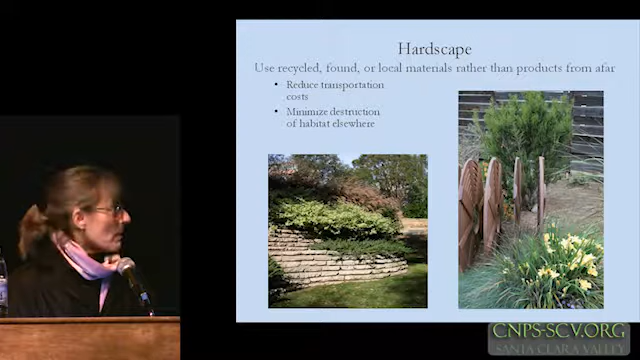 Hardscape
Use recycled, found, or local materials rather than products from afar
• Reduce transportation
costs
• Minimize destruction
of habitat elsewhere
CNPS-SCV.ORG
SANTA CLARA VALLEY